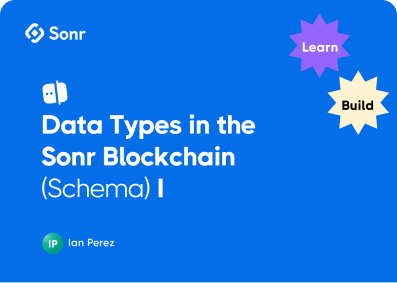 Sonr
Learn
Build
Data Types in the
Sonr Blockchain
(Schema) I
IP Ian Perez